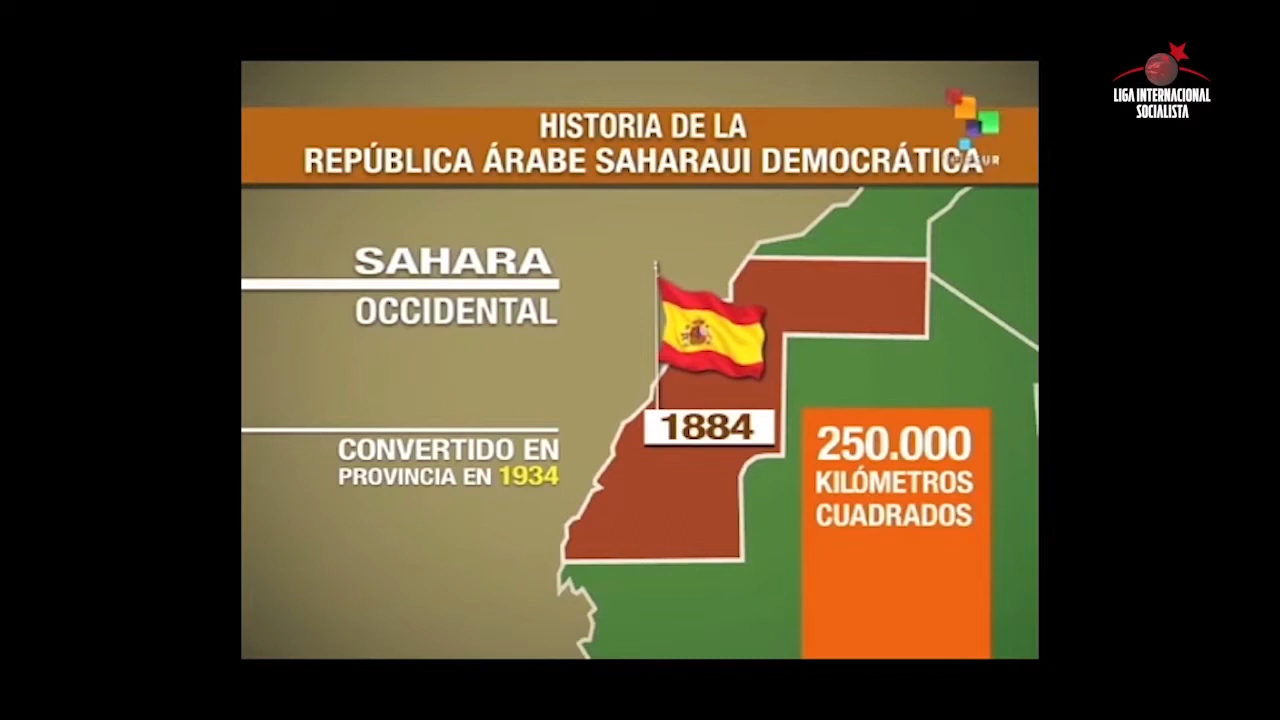 LIGA INTERNACIONAL
SOCIALISTA
HISTORIA DE LA
REPÚBLICA ÁRABE SAHARAUI DEMOCRÁTICA
SAHARA
OCCIDENTAL
1884
CONVERTIDO EN
PROVINCIA EN 1934
250.000
KILÓMETROS
CUADRADOS